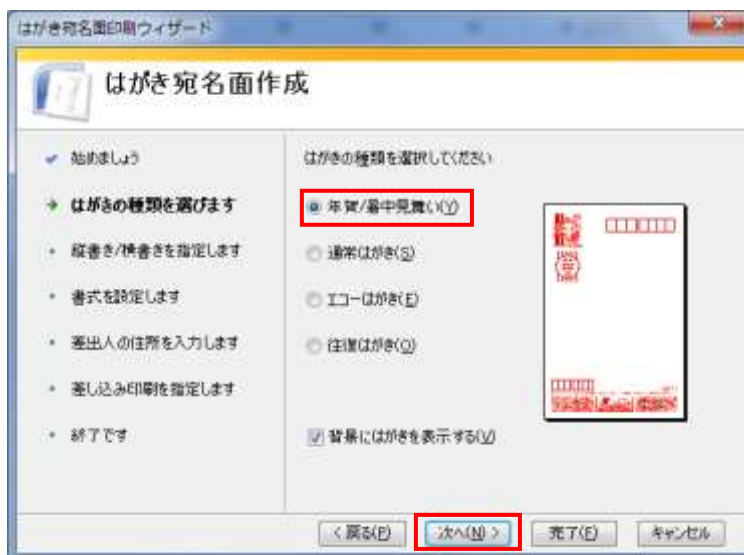 はがき宛名面印刷ウィザード
はがき宛名面作成
始めましょう
はがきの種類を選びます
縦書き/横書きを指定します
書式を設定します
差出人の住所を入力します
差し込み印刷を指定します
終了です
はがきの種類を選択してください
年賀/暑中見舞い(Y)
通常はがき(S)
エコーはがき(E)
往復はがき(O)
背景にはがきを表示する(V)
< 戻る(P)
次へ(N) >
完了(F)
キャンセル